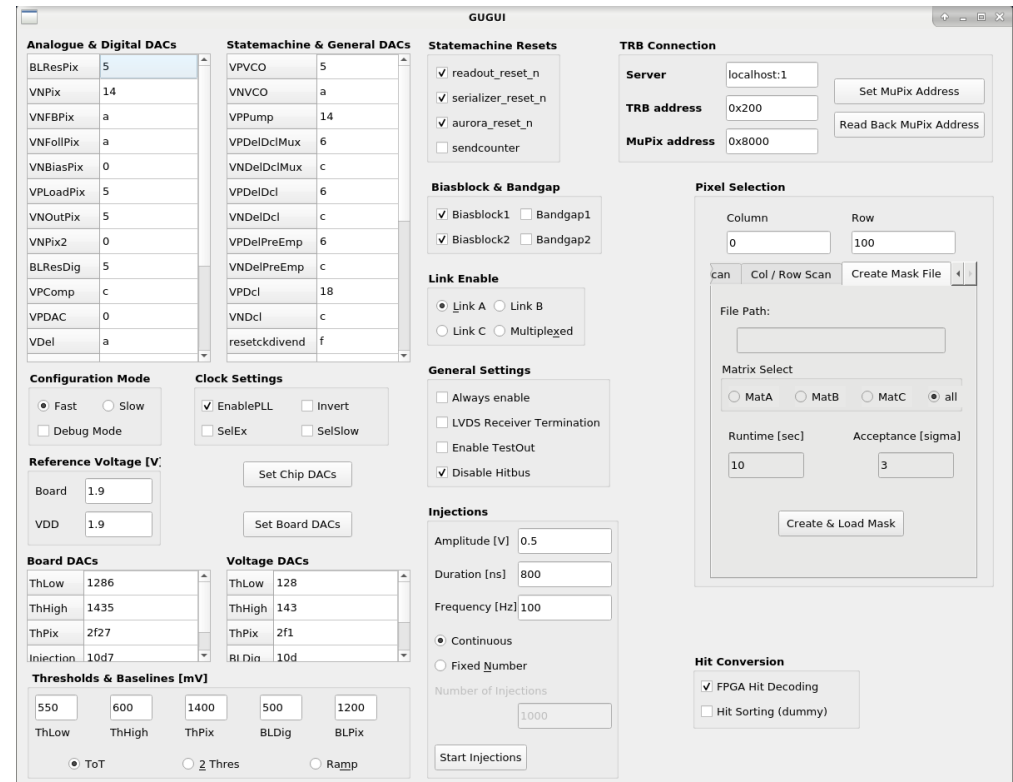 GUGUI
Analogue & Digital DACs
BLResPix 5
VNPix 14
VNFBPix a
VNFollPix a
VNBiasPix 0
VPLoadPix 5
VNOutPix 5
VNPix2 0
BLResDig 5
VPComp c
VPDAC 0
VDel a
Statemachine & General DACs
VPVCO 5
VNVCO a
VPPump 14
VPDelDclMux 6
VNDelDclMux c
VPDelDcl 6
VNDelDcl c
VPDelPreEmp 6
VNDelPreEmp c
VPDcl 18
VNDcl c
resetckdivend f
Statemachine Resets
readout_reset_n
serializer_reset_n
aurora_reset_n
sendcounter
TRB Connection
Server localhost:1
TRB address 0x200
MuPix address 0x8000
Set MuPix Address
Read Back MuPix Address
Biasblock & Bandgap
Biasblock1 Bandgap1
Biasblock2 Bandgap2
Link Enable
Link A Link B
Link C Multiplexed
Pixel Selection
Column Row
0 100
can Col / Row Scan Create Mask File
File Path:
Matrix Select
MatA MatB MatC all
Runtime [sec] Acceptance [sigma]
10 3
Create & Load Mask
Configuration Mode
Fast Slow
Debug Mode
Clock Settings
EnablePLL Invert
SelEx SelSlow
General Settings
Always enable
LVDS Receiver Termination
Enable TestOut
Disable Hitbus
Reference Voltage [V]
Board 1.9
VDD 1.9
Set Chip DACs
Set Board DACs
Board DACs
ThLow 1286
ThHigh 1435
ThPix 2f27
Injection 10d7
Voltage DACs
ThLow 128
ThHigh 143
ThPix 2f1
BLDig 10d
Injections
Amplitude [V] 0.5
Duration [ns] 800
Frequency [Hz] 100
Continuous
Fixed Number
Number of Injections
1000
Start Injections
Thresholds & Baselines [mV]
550 600 1400 500 1200
ThLow ThHigh ThPix BLDig BLPix
ToT 2 Thres Ramp
Hit Conversion
FPGA Hit Decoding
Hit Sorting (dummy)